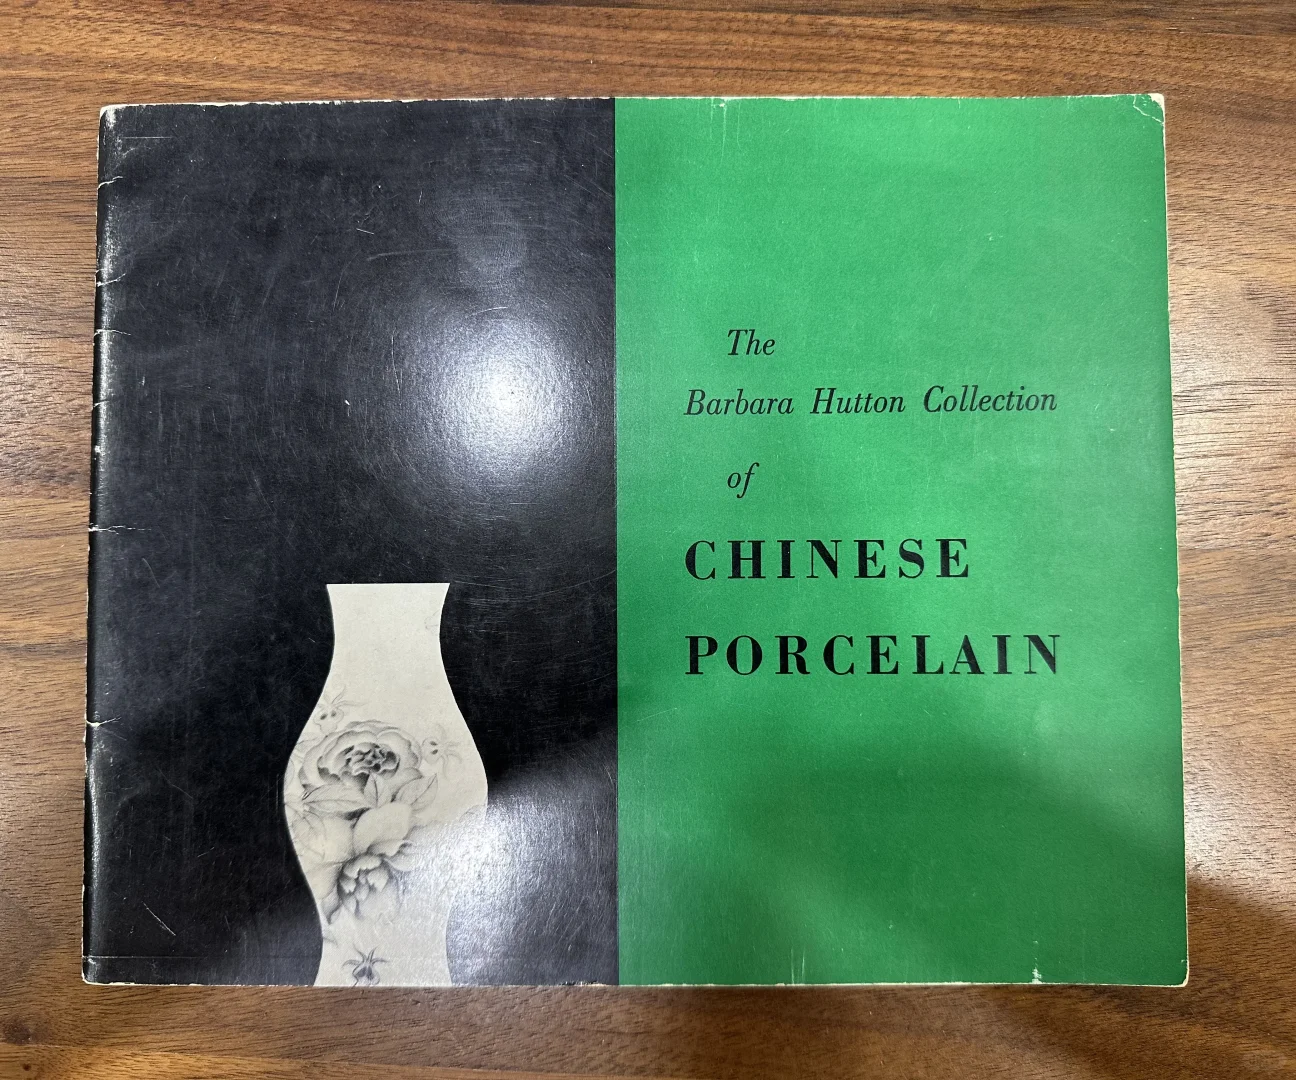 The
Barbara Hutton Collection
of
CHINESE
PORCELAIN